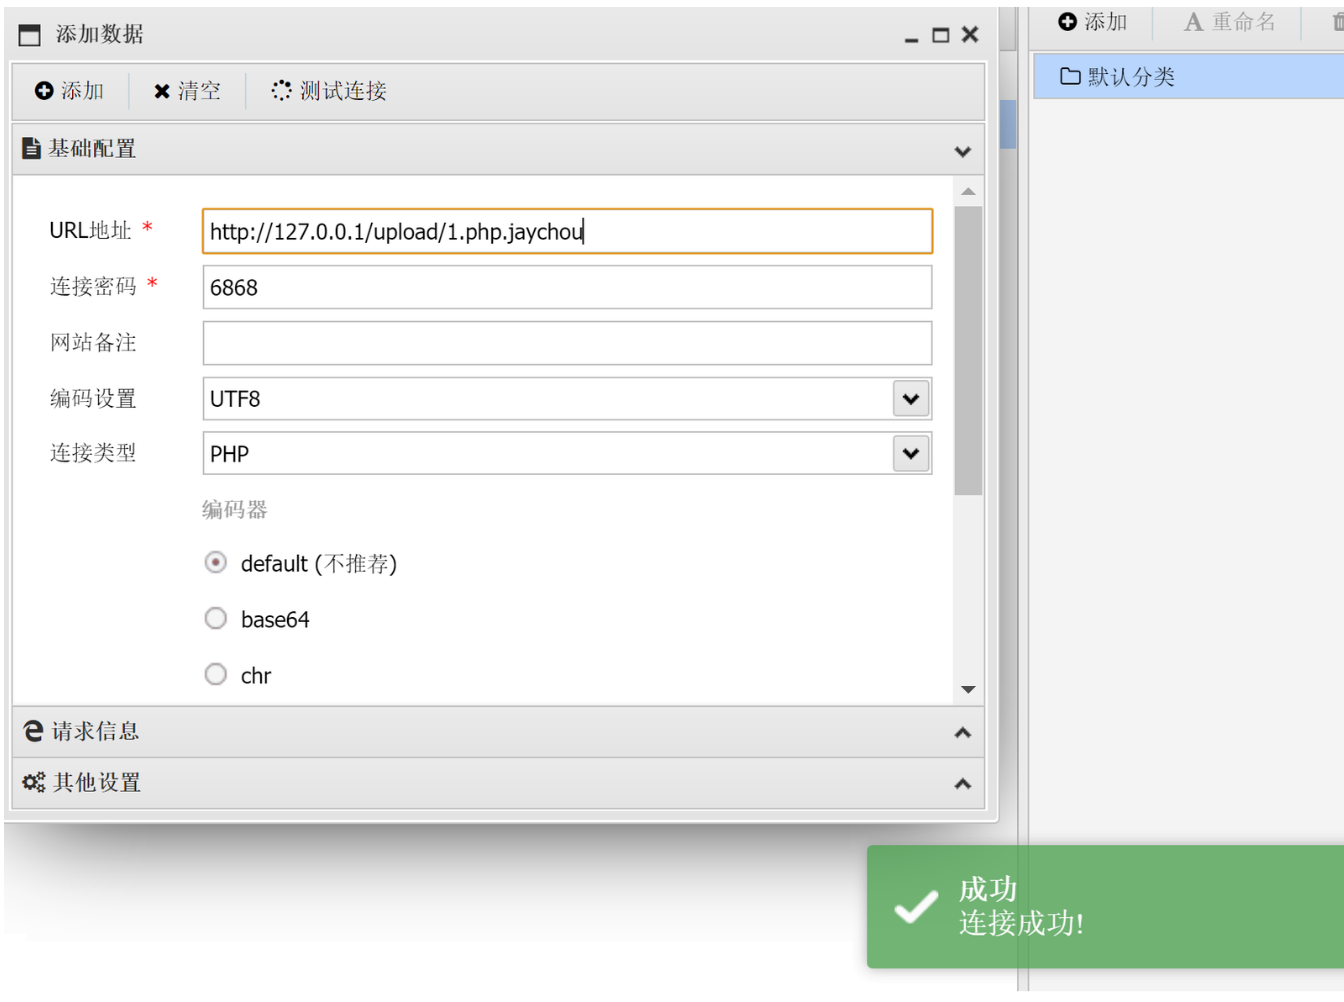 添加数据
添加 清空 测试连接
基础配置
URL地址 * http://127.0.0.1/upload/1.php.jaychou
连接密码 * 6868
网站备注
编码设置 UTF8
连接类型 PHP
编码器
default (不推荐)
base64
chr
请求信息
其他设置
添加 A 重命名
默认分类
成功
连接成功!